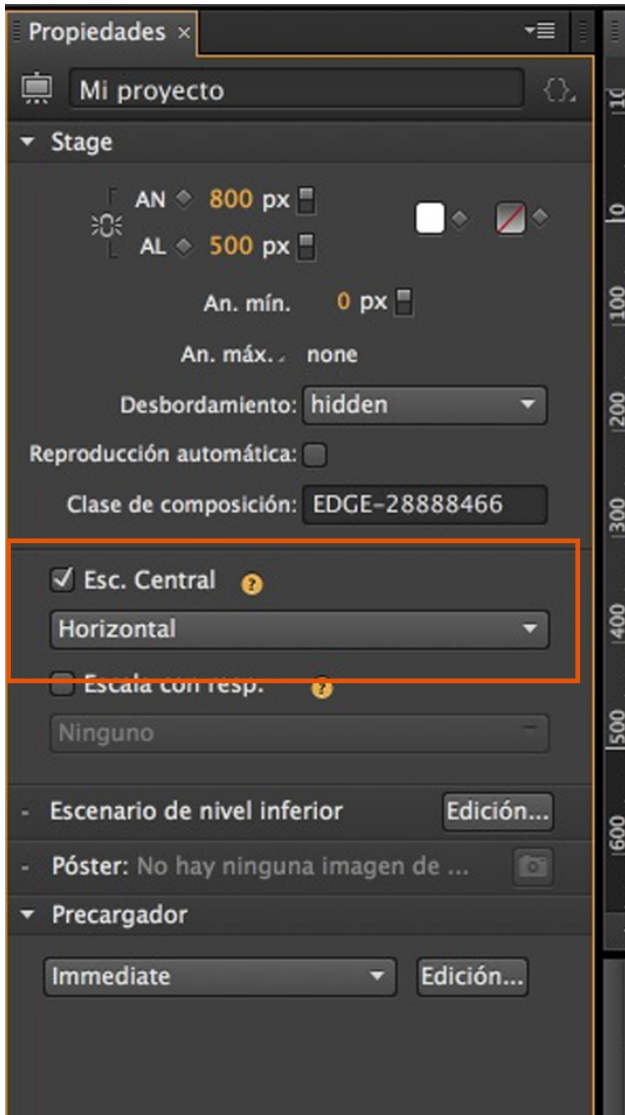 Propiedades ×
Mi proyecto
Stage
AN 800 px
AL 500 px
An. mín. 0 px
An. máx. none
Desbordamiento: hidden
Reproducción automática:
Clase de composición: EDGE-28888466
Esc. Central ?
Horizontal
Escala con resp. ?
Ninguno
- Escenario de nivel inferior Edición...
- Póster: No hay ninguna imagen de ...
Precargador
Immediate Edición...
0
100
200
300
400
500
600